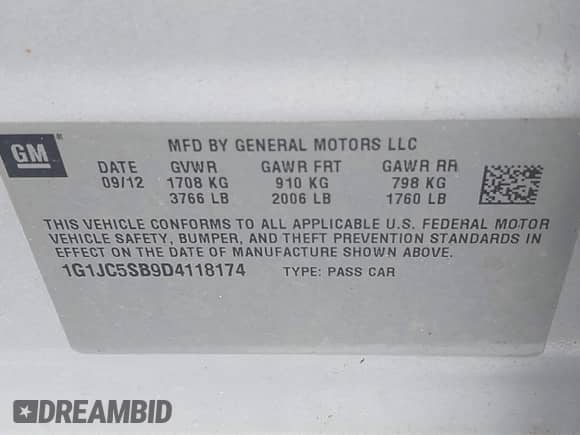 GM®
MFD BY GENERAL MOTORS LLC
DATE GVWR GAWR FRT GAWR RR
09/12 1708 KG 910 KG 798 KG
3766 LB 2006 LB 1760 LB
THIS VEHICLE CONFORMS TO ALL APPLICABLE U.S. FEDERAL MOTOR
VEHICLE SAFETY, BUMPER, AND THEFT PREVENTION STANDARDS IN
EFFECT ON THE DATE OF MANUFACTURE SHOWN ABOVE.
1G1JC5SB9D4118174 TYPE: PASS CAR
DREAMBID